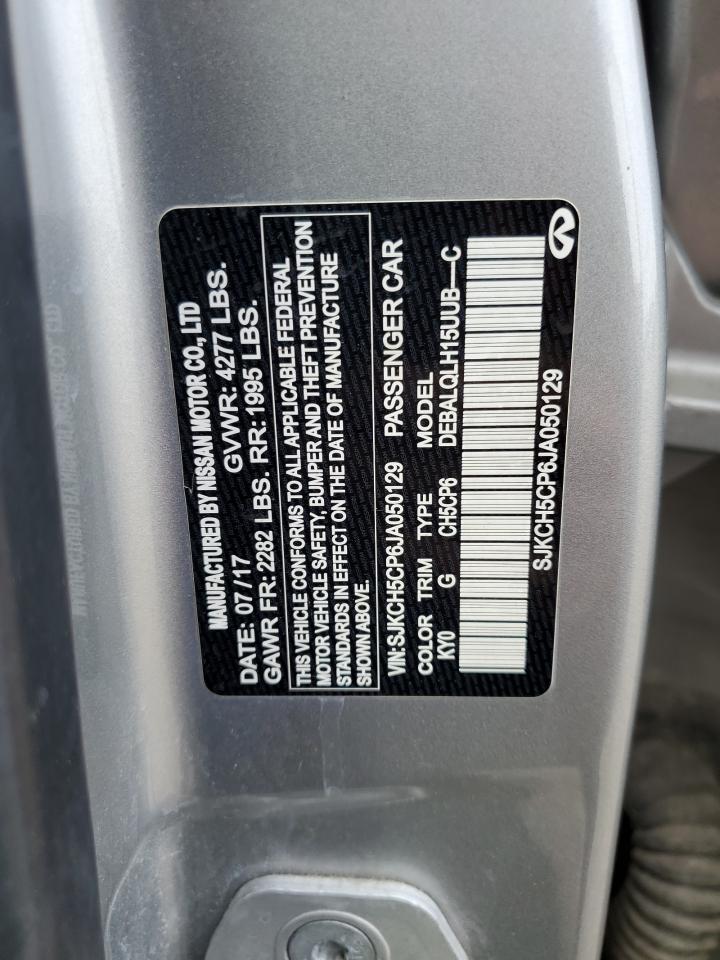 MANUFACTURED BY NISSAN MOTOR CO., LTD
DATE: 07/17 GVWR: 4277 LBS.
GAWR FR: 2282 LBS. RR: 1995 LBS.
THIS VEHICLE CONFORMS TO ALL APPLICABLE FEDERAL
MOTOR VEHICLE SAFETY, BUMPER AND THEFT PREVENTION
STANDARDS IN EFFECT ON THE DATE OF MANUFACTURE
SHOWN ABOVE.
VIN:SJKCH5CP6JA050129 PASSENGER CAR
COLOR TRIM TYPE MODEL
KY0 G CH5CP6 DEBALQLH15UJB—C
SJKCH5CP6JA050129